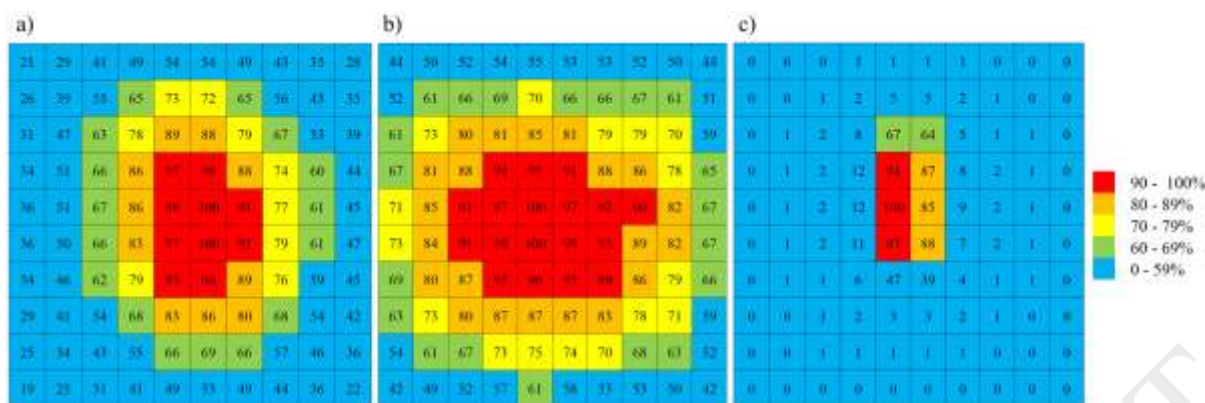 a)
b)
c)
21 29 41 49 54 54 49 43 35 28
44 50 52 54 55 53 53 52 50 44
0 0 0 1 1 1 1 0 0 0
26 39 55 65 73 72 65 56 43 35
52 61 66 69 70 66 66 67 61 51
0 0 1 2 5 5 2 1 0 0
31 47 63 78 89 88 79 67 53 39
61 73 80 81 85 81 79 79 70 59
0 1 2 8 67 64 5 1 1 0
34 51 66 86 88 74 60 44
67 81 88 88 86 78 65
0 1 2 12 94 87 8 2 1 0
36 51 67 86 100 77 61 45
71 85 97 100 97 92 90 82 67
0 1 2 12 100 85 9 2 1 0
36 50 66 83 97 100 79 61 47
73 84 100 89 82 67
0 1 2 11 88 7 2 1 0
34 46 62 79 89 76 59 45
69 80 87 86 79 66
0 1 1 6 47 39 4 1 1 0
29 41 54 68 83 86 80 68 54 42
63 73 80 87 87 87 83 78 71 59
0 0 1 2 3 3 2 1 0 0
25 34 43 55 66 69 66 57 46 36
54 61 67 73 75 74 70 68 63 52
0 0 1 1 1 1 1 0 0 0
19 25 31 41 49 53 49 44 36 22
42 49 52 57 61 56 53 53 50 42
0 0 0 0 0 0 0 0 0 0
90 - 100%
80 - 89%
70 - 79%
60 - 69%
0 - 59%
T